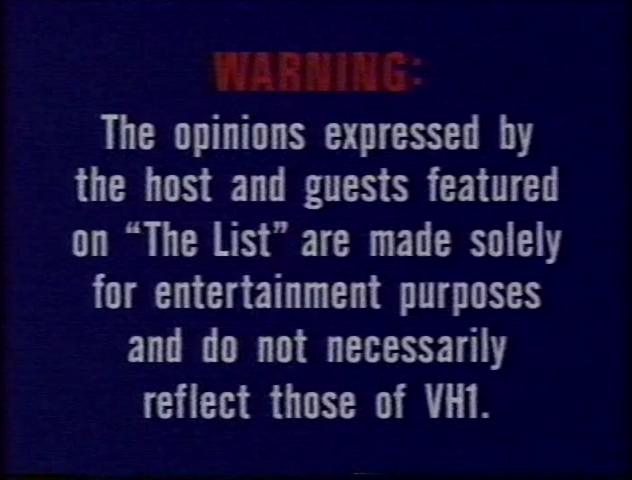 WARNING:
The opinions expressed by
the host and guests featured
on “The List” are made solely
for entertainment purposes
and do not necessarily
reflect those of VH1.